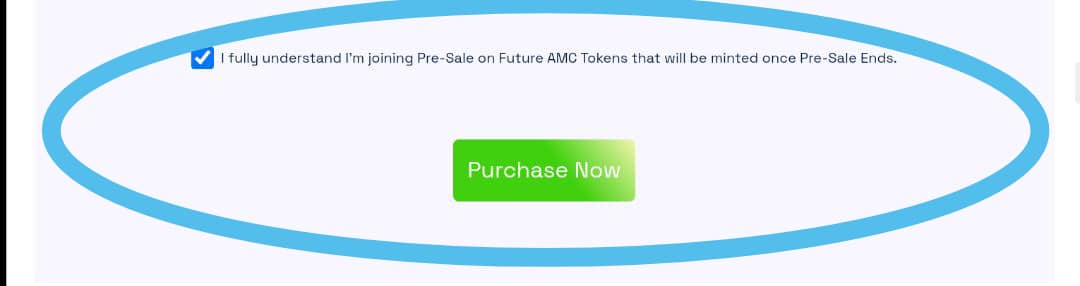 I fully understand I'm joining Pre-Sale on Future AMC Tokens that will be minted once Pre-Sale Ends.
Purchase Now